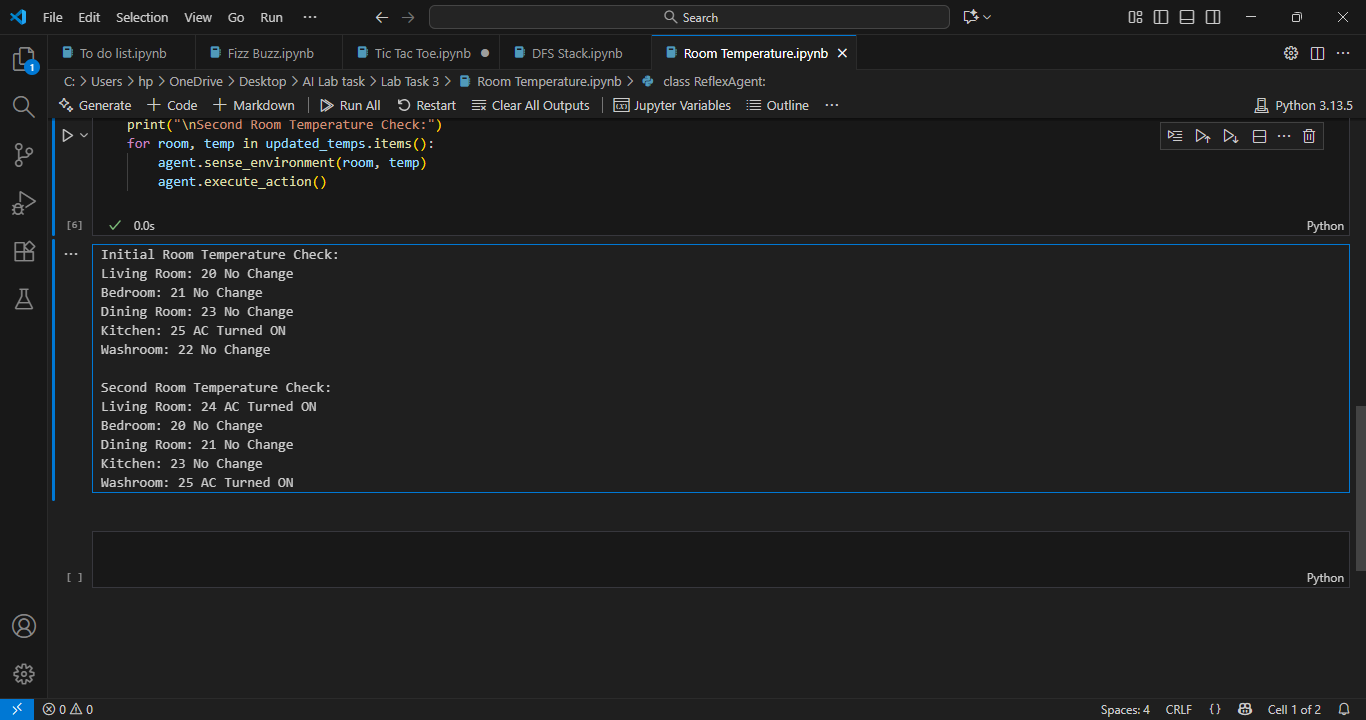 File Edit Selection View Go Run ··· Search
To do list.ipynb Fizz Buzz.ipynb Tic Tac Toe.ipynb DFS Stack.ipynb Room Temperature.ipynb
C: > Users > hp > OneDrive > Desktop > AI Lab task > Lab Task 3 > Room Temperature.ipynb > class ReflexAgent:
Generate + Code + Markdown Run All Restart Clear All Outputs Jupyter Variables Outline ··· Python 3.13.5
1
print("\nSecond Room Temperature Check:")
for room, temp in updated_temps.items():
agent.sense_environment(room, temp)
agent.execute_action()
[6] 0.0s Python
Initial Room Temperature Check:
Living Room: 20 No Change
Bedroom: 21 No Change
Dining Room: 23 No Change
Kitchen: 25 AC Turned ON
Washroom: 22 No Change
Second Room Temperature Check:
Living Room: 24 AC Turned ON
Bedroom: 20 No Change
Dining Room: 21 No Change
Kitchen: 23 No Change
Washroom: 25 AC Turned ON
[ ] Python
0 0 Spaces: 4 CRLF {} Cell 1 of 2